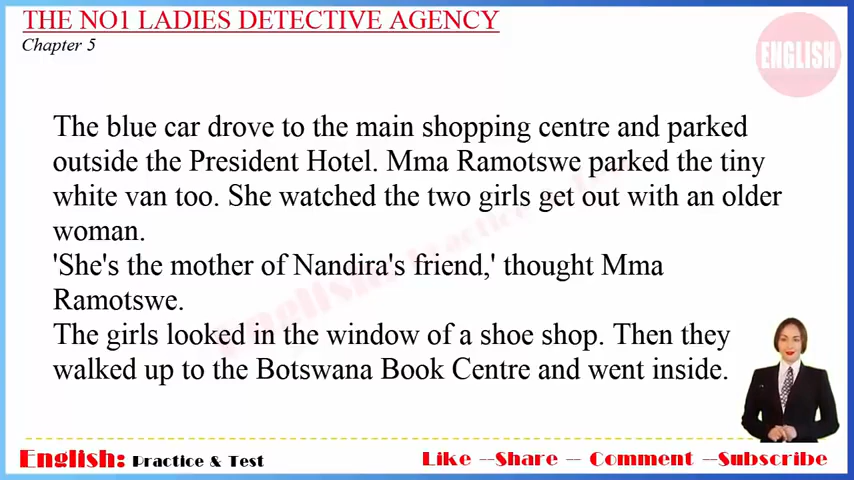 THE NO1 LADIES DETECTIVE AGENCY
Chapter 5
ENGLISH
The blue car drove to the main shopping centre and parked
outside the President Hotel. Mma Ramotswe parked the tiny
white van too. She watched the two girls get out with an older
woman.
'She's the mother of Nandira's friend,' thought Mma
Ramotswe.
The girls looked in the window of a shoe shop. Then they
walked up to the Botswana Book Centre and went inside.
English: Practice & Test
Like --Share -- Comment --Subscribe